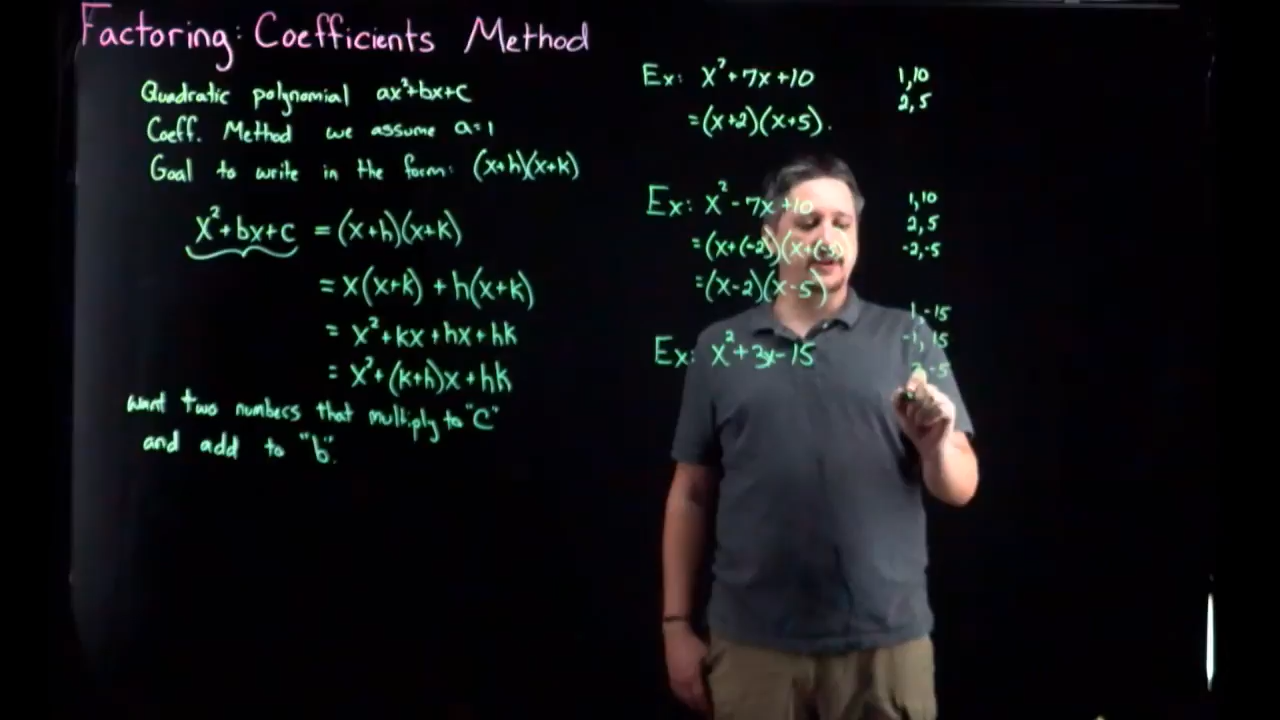 Factoring: Coefficients Method
Quadratic polynomial ax²+bx+c
Coeff. Method we assume a=1
Goal to write in the form: (x+h)(x+k)
x²+bx+c = (x+h)(x+k)
= x(x+k) + h(x+k)
= x²+kx+hx+hk
= x²+(k+h)x+hk
want two numbers that multiply to "c"
and add to "b".
Ex: x²+7x+10
=(x+2)(x+5).
1,10
2,5
Ex: x²-7x+10
=(x+(-2))(x+(-5))
=(x-2)(x-5)
1,10
2,5
-2,-5
Ex: x²+3x-15
1,-15
-1, 15
-5